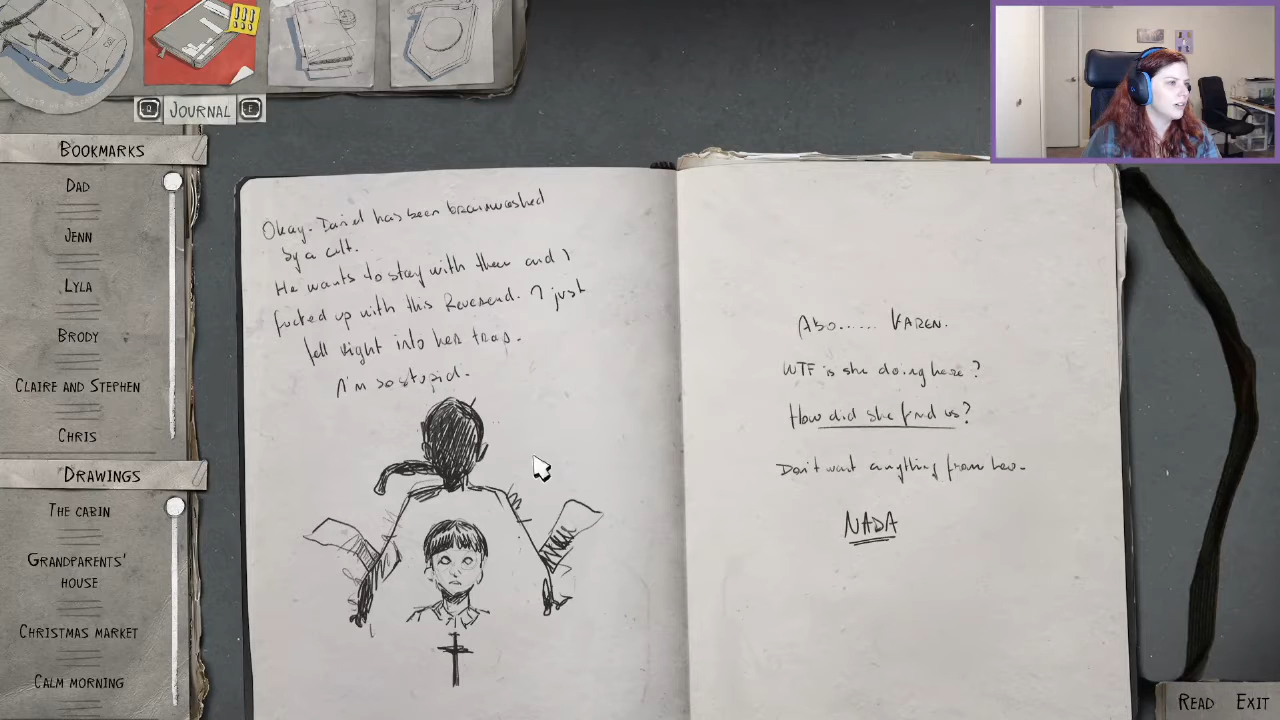 JOURNAL
BOOKMARKS
DAD
JENN
LYLA
BRODY
CLAIRE AND STEPHEN
CHRIS
DRAWINGS
THE CABIN
GRANDPARENTS'
HOUSE
CHRISTMAS MARKET
CALM MORNING
Okay. Daniel has been brainwashed
by a cult.
He wants to stay with them and I
fucked up with this Reverend. I just
fell right into her trap.
I'm so stupid.
Also...... KAREN.
WTF is she doing here?
How did she find us?
Don't want anything from her.
NADA
READ EXIT